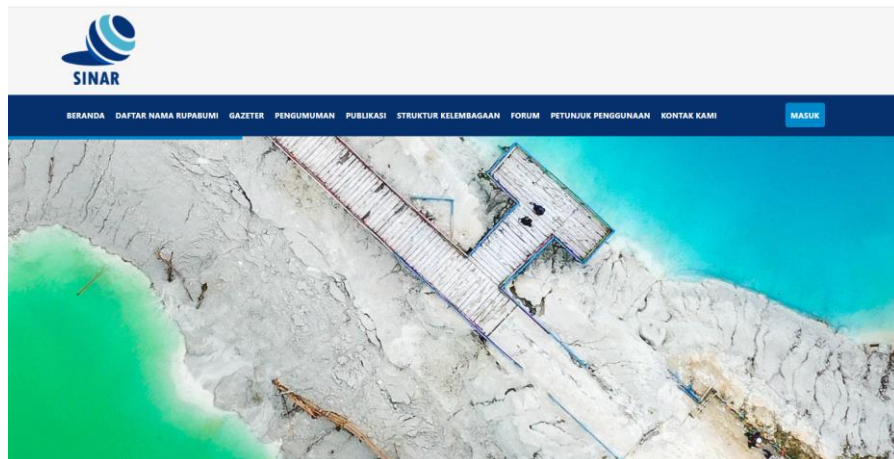 SINAR
BERANDA DAFTAR NAMA RUPABUMI GAZETER PENGUMUMAN PUBLIKASI STRUKTUR KELEMBAGAAN FORUM PETUNJUK PENGGUNAAN KONTAK KAMI MASUK